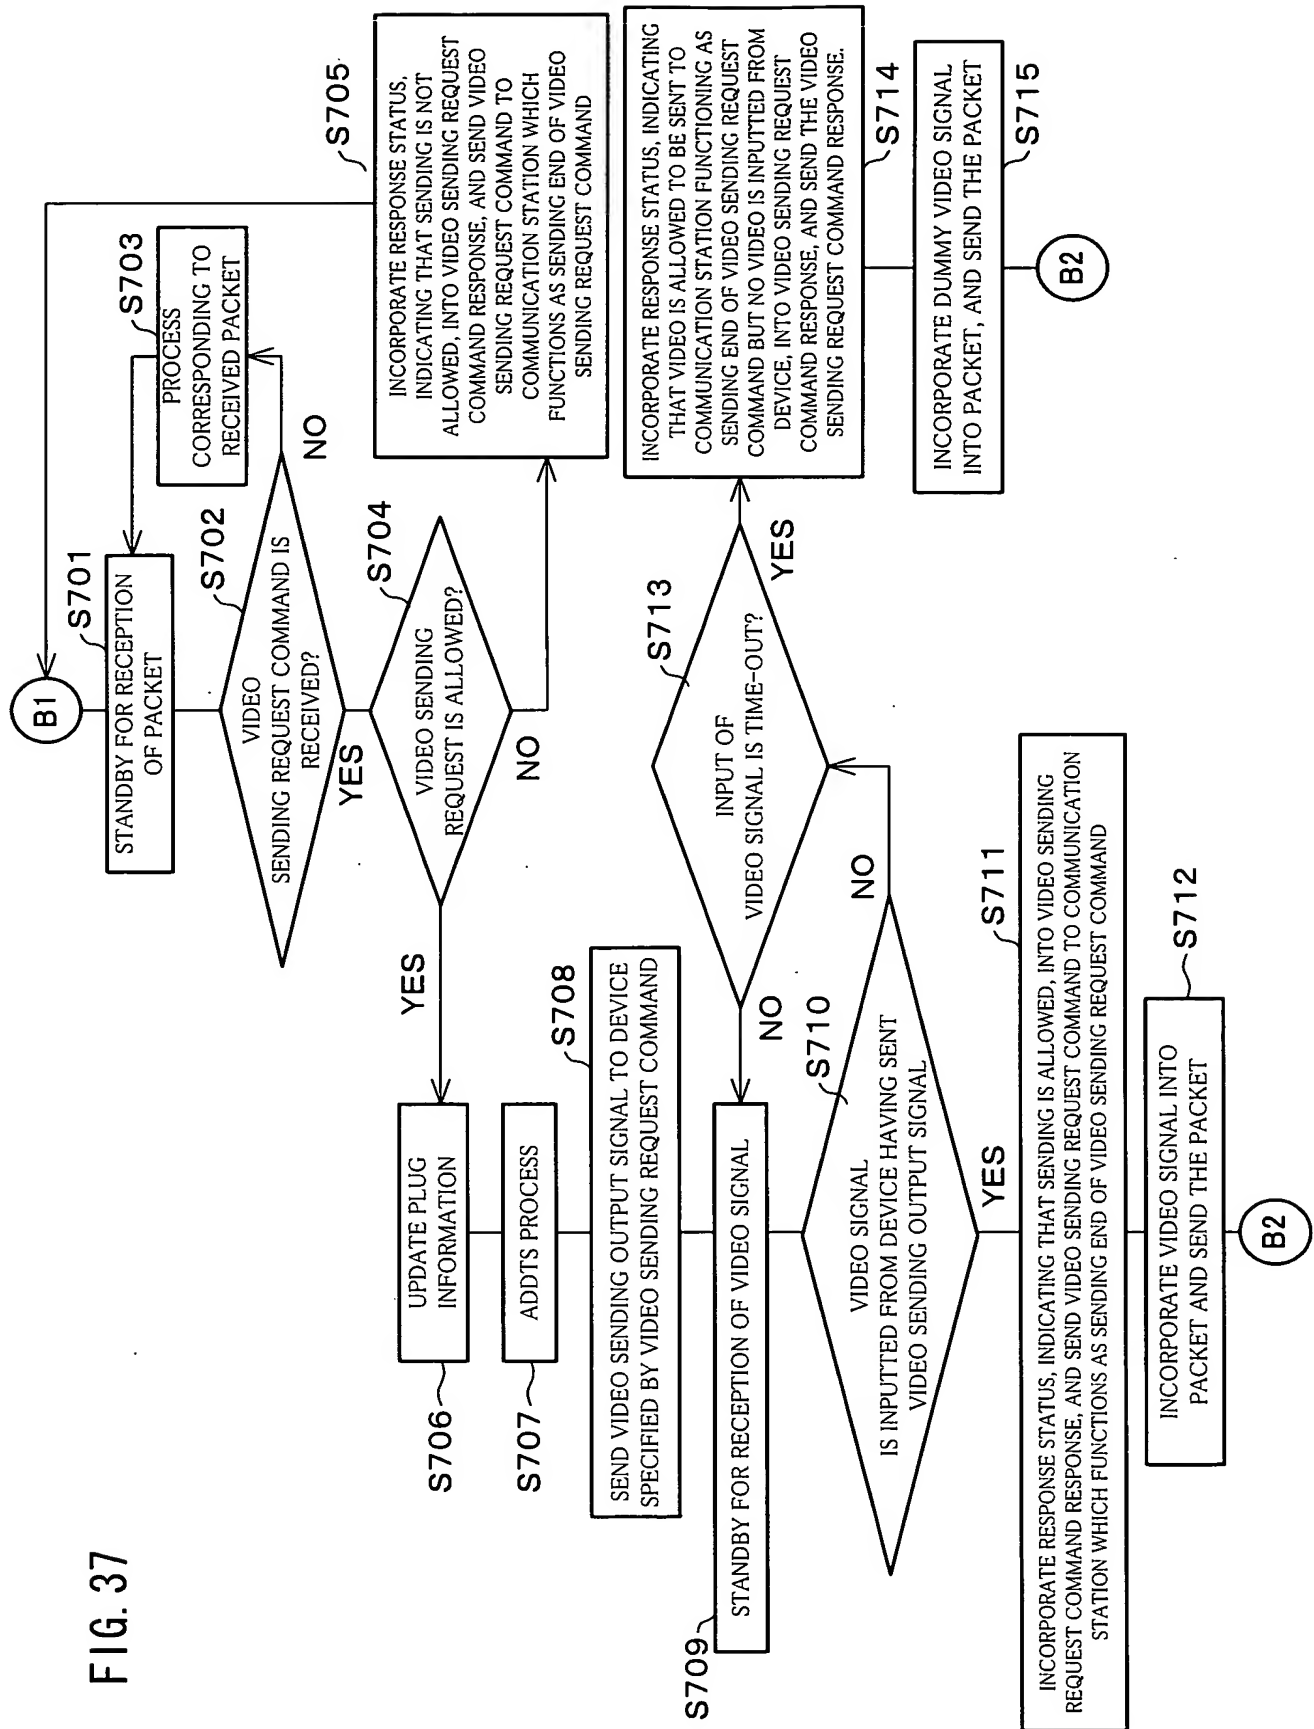 FIG. 37
B1
S701
STANDBY FOR RECEPTION
OF PACKET
S702
VIDEO
SENDING REQUEST COMMAND IS
RECEIVED?
NO
S703
PROCESS
CORRESPONDING TO
RECEIVED PACKET
YES
S704
VIDEO SENDING
REQUEST IS ALLOWED?
NO
S705
INCORPORATE RESPONSE STATUS,
INDICATING THAT SENDING IS NOT
ALLOWED, INTO VIDEO SENDING REQUEST
COMMAND RESPONSE, AND SEND VIDEO
SENDING REQUEST COMMAND TO
COMMUNICATION STATION WHICH
FUNCTIONS AS SENDING END OF VIDEO
SENDING REQUEST COMMAND
YES
S706
UPDATE PLUG
INFORMATION
S707
ADDTS PROCESS
S708
SEND VIDEO SENDING OUTPUT SIGNAL TO DEVICE
SPECIFIED BY VIDEO SENDING REQUEST COMMAND
S709
STANDBY FOR RECEPTION OF VIDEO SIGNAL
S710
VIDEO SIGNAL
IS INPUTTED FROM DEVICE HAVING SENT
VIDEO SENDING OUTPUT SIGNAL
NO
S713
INPUT OF
VIDEO SIGNAL IS TIME-OUT?
NO
YES
S714
INCORPORATE RESPONSE STATUS, INDICATING
THAT VIDEO IS ALLOWED TO BE SENT TO
COMMUNICATION STATION FUNCTIONING AS
SENDING END OF VIDEO SENDING REQUEST
COMMAND BUT NO VIDEO IS INPUTTED FROM
DEVICE, INTO VIDEO SENDING REQUEST
COMMAND RESPONSE, AND SEND THE VIDEO
SENDING REQUEST COMMAND RESPONSE.
S715
INCORPORATE DUMMY VIDEO SIGNAL
INTO PACKET, AND SEND THE PACKET
B2
YES
S711
INCORPORATE RESPONSE STATUS, INDICATING THAT SENDING IS ALLOWED, INTO VIDEO SENDING
REQUEST COMMAND RESPONSE, AND SEND VIDEO SENDING REQUEST COMMAND TO COMMUNICATION
STATION WHICH FUNCTIONS AS SENDING END OF VIDEO SENDING REQUEST COMMAND
S712
INCORPORATE VIDEO SIGNAL INTO
PACKET AND SEND THE PACKET
B2